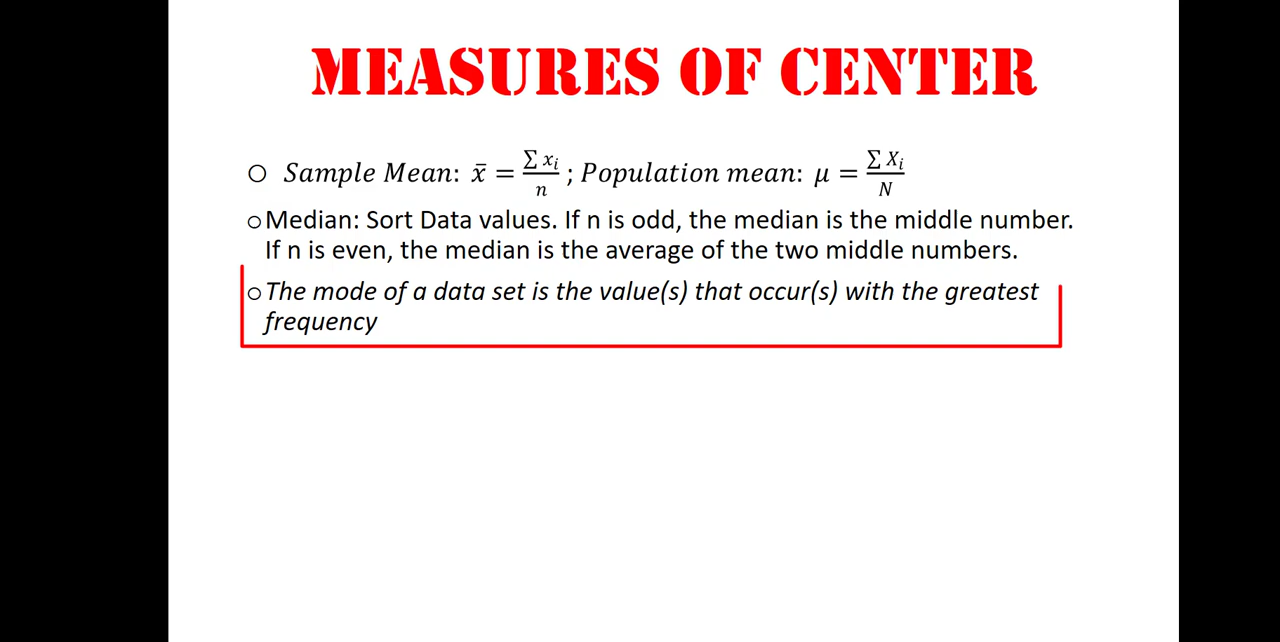 MEASURES OF CENTER
○ Sample Mean: x̄ = ∑ xᵢ / n ; Population mean: μ = ∑ Xᵢ / N
○ Median: Sort Data values. If n is odd, the median is the middle number.
If n is even, the median is the average of the two middle numbers.
○ The mode of a data set is the value(s) that occur(s) with the greatest
frequency